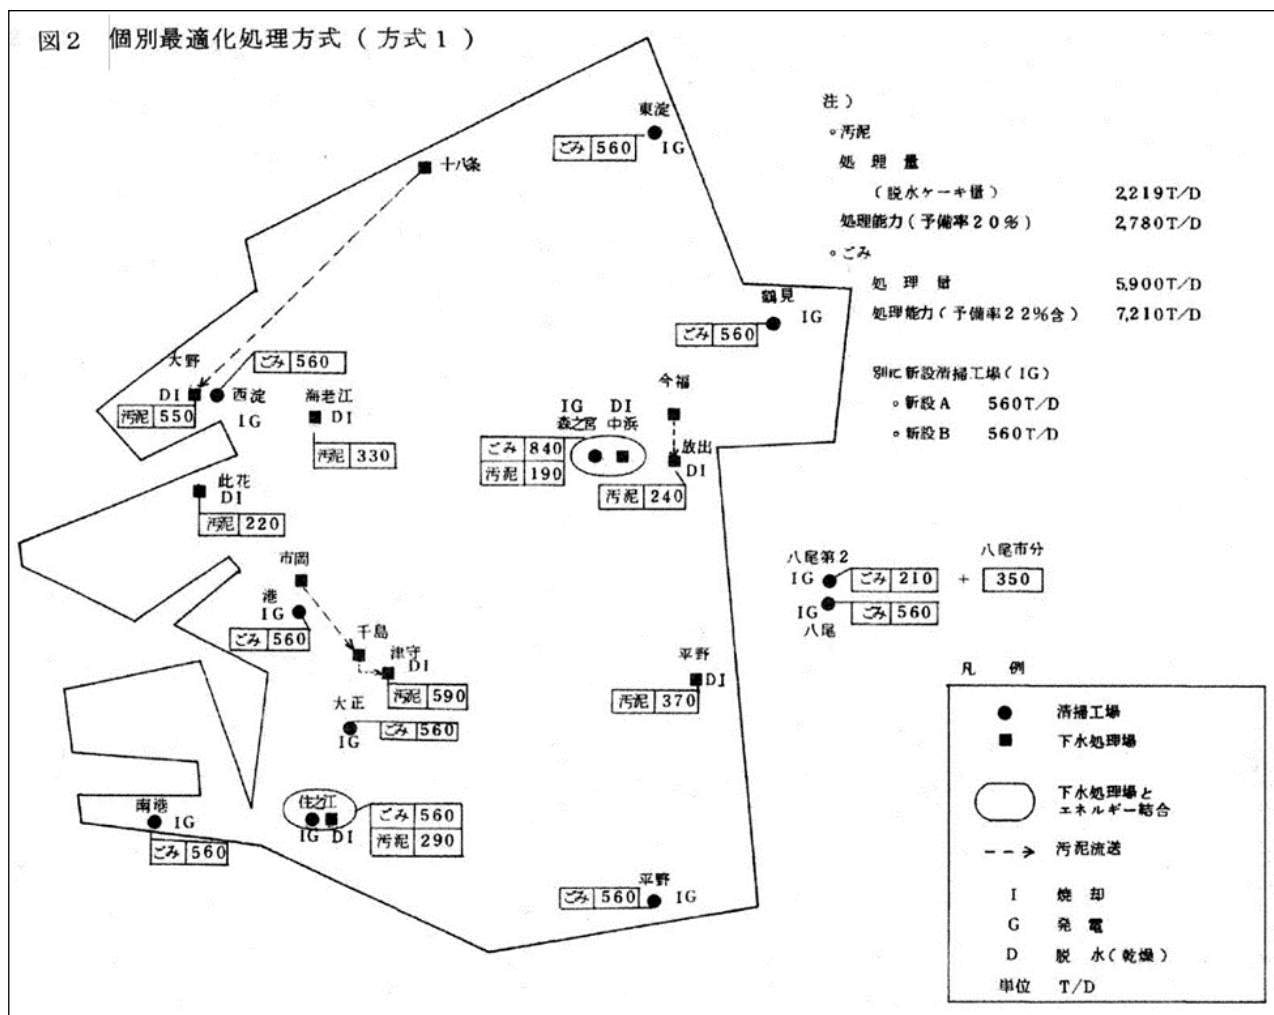 図2 個別最適化処理方式(方式1)
東淀
ごみ 560
IG
十八条
注)
◦汚泥
処理量
(脱水ケーキ量) 2,219T/D
処理能力(予備率20%) 2,780T/D
◦ごみ
処理量 5,900T/D
処理能力(予備率22%含) 7,210T/D
別に新設清掃工場(IG)
◦新設A 560T/D
◦新設B 560T/D
鶴見
IG
ごみ 560
大野
ごみ 560
DI
西淀
IG
汚泥 550
海老江
DI
汚泥 330
IG DI
森之宮 中浜
ごみ 840
汚泥 190
今福
放出
DI
汚泥 240
此花
DI
汚泥 220
市岡
港
IG
ごみ 560
千島
津守
DI
汚泥 590
大正
ごみ 560
IG
八尾第2
IG
ごみ 210
+
八尾市分
350
IG
ごみ 560
八尾
平野
DI
汚泥 370
南港
IG
ごみ 560
住之江
IG DI
ごみ 560
汚泥 290
平野
ごみ 560
IG
凡例
清掃工場
下水処理場
下水処理場と
エネルギー結合
汚泥流送
I 焼却
G 発電
D 脱水(乾燥)
単位 T/D